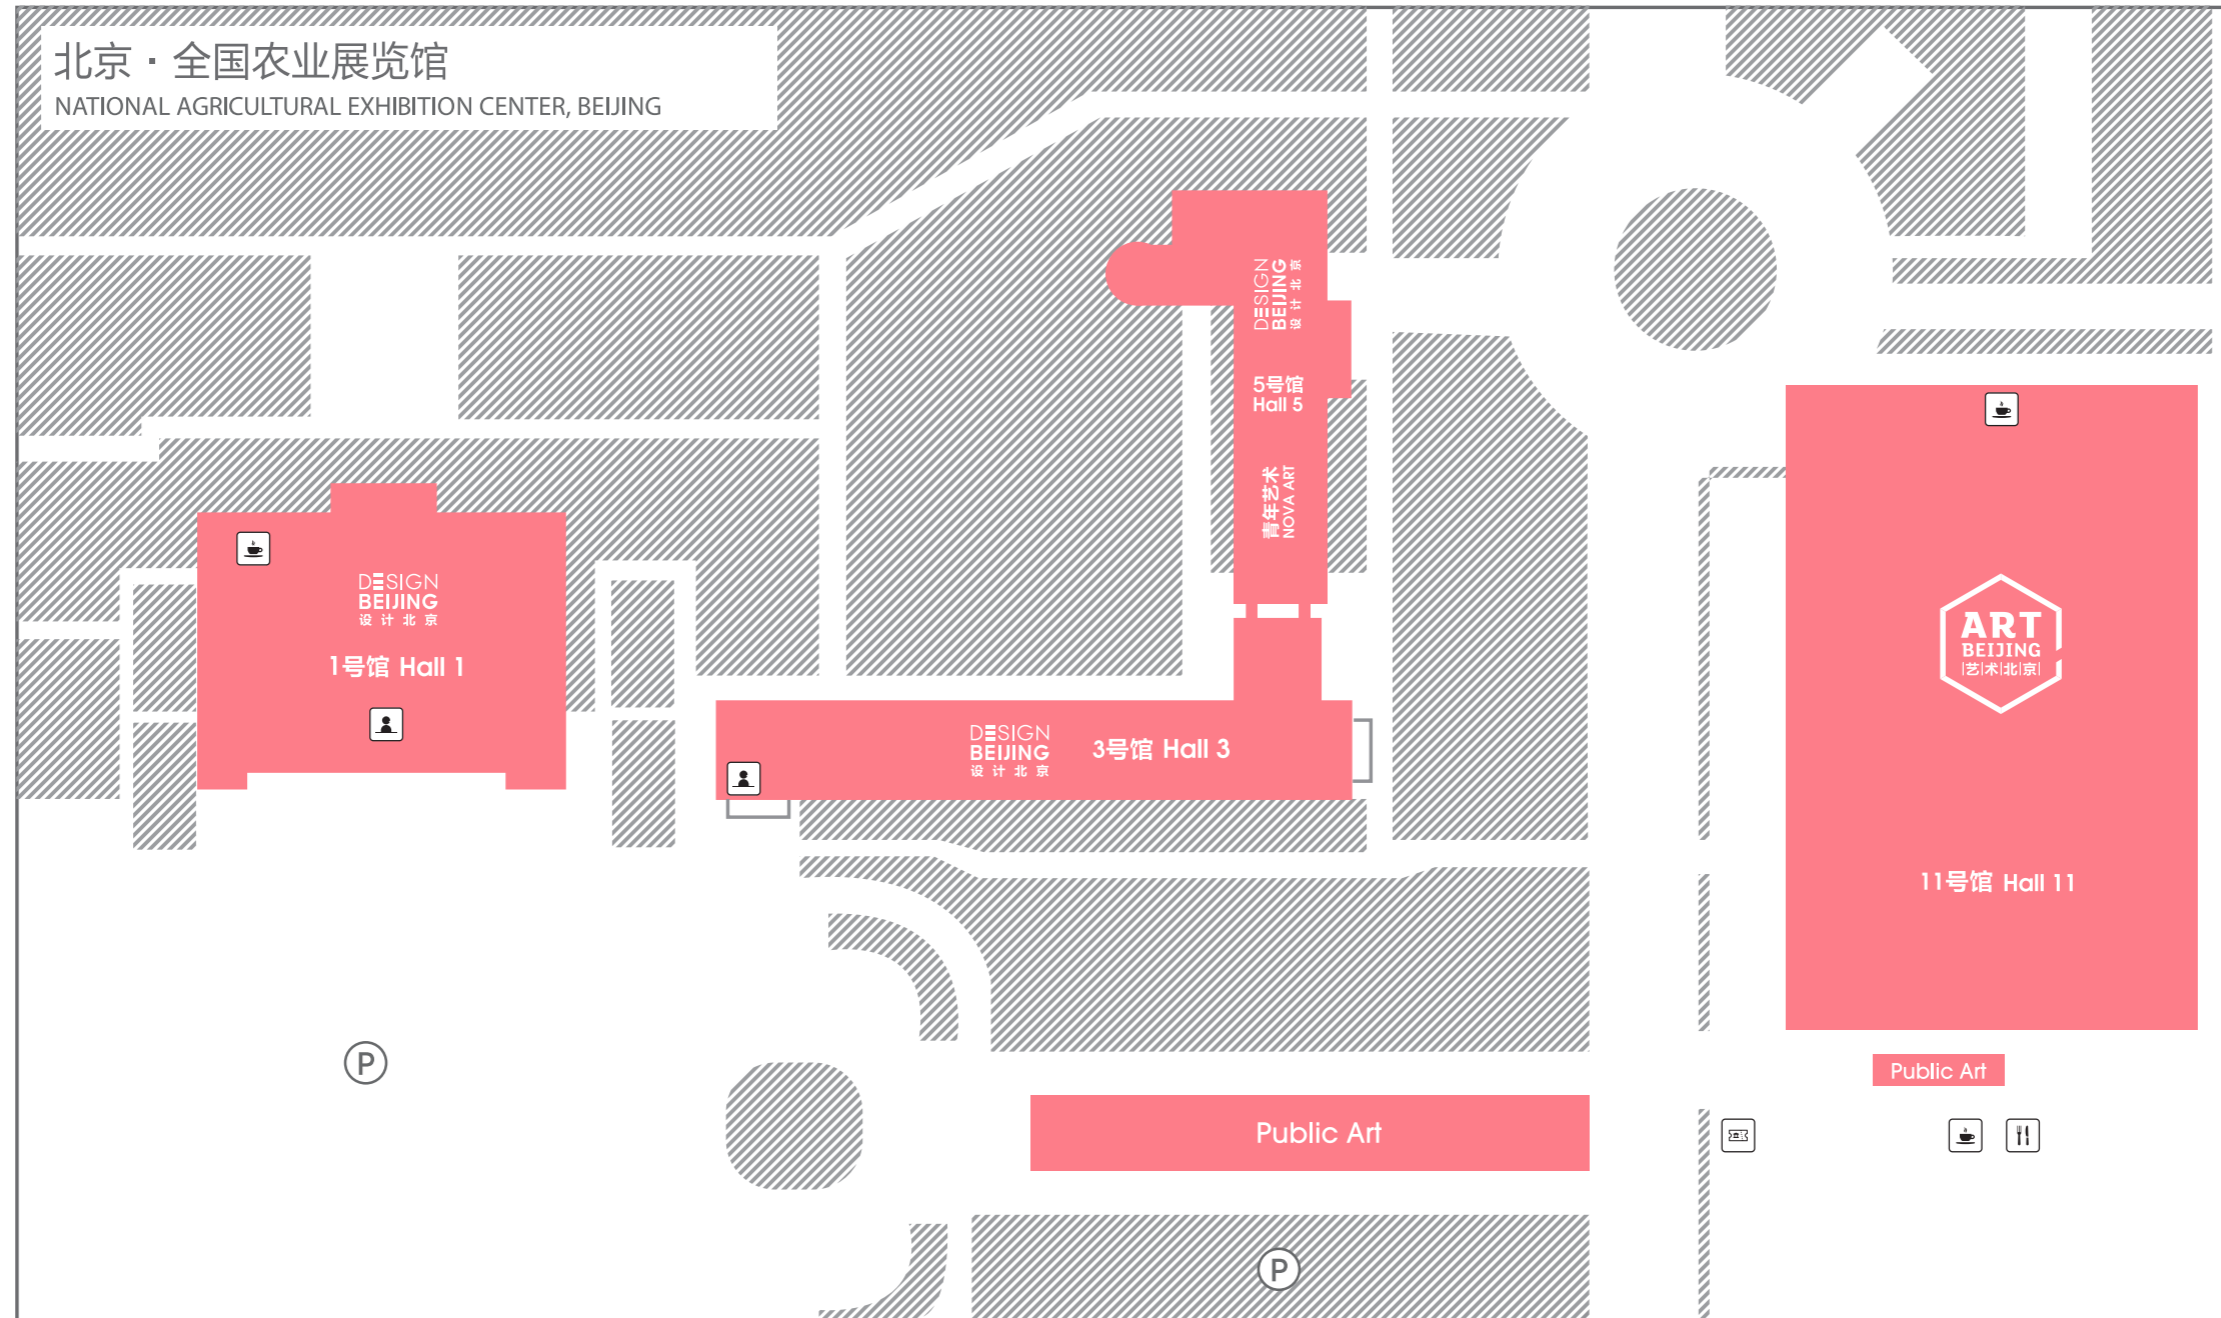 北京·全国农业展览馆
NATIONAL AGRICULTURAL EXHIBITION CENTER, BEIJING
DESIGN
BEIJING
设计北京
5号馆
Hall 5
青年艺术
NOVA ART
DESIGN
BEIJING
设计北京
1号馆 Hall 1
DESIGN
BEIJING
设计北京
3号馆 Hall 3
ART
BEIJING
艺|术|北|京
11号馆 Hall 11
P
Public Art
Public Art
P